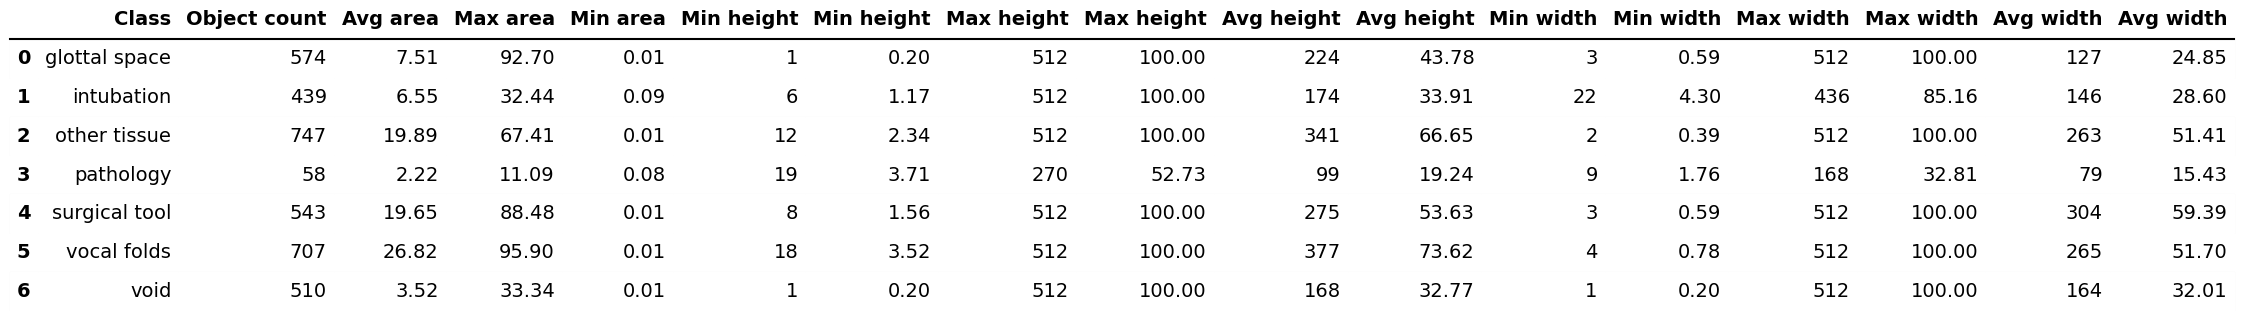 Class Object count Avg area Max area Min area Min height Min height Max height Max height Avg height Avg height Min width Min width Max width Max width Avg width Avg width
0 glottal space 574 7.51 92.70 0.01 1 0.20 512 100.00 224 43.78 3 0.59 512 100.00 127 24.85
1 intubation 439 6.55 32.44 0.09 6 1.17 512 100.00 174 33.91 22 4.30 436 85.16 146 28.60
2 other tissue 747 19.89 67.41 0.01 12 2.34 512 100.00 341 66.65 2 0.39 512 100.00 263 51.41
3 pathology 58 2.22 11.09 0.08 19 3.71 270 52.73 99 19.24 9 1.76 168 32.81 79 15.43
4 surgical tool 543 19.65 88.48 0.01 8 1.56 512 100.00 275 53.63 3 0.59 512 100.00 304 59.39
5 vocal folds 707 26.82 95.90 0.01 18 3.52 512 100.00 377 73.62 4 0.78 512 100.00 265 51.70
6 void 510 3.52 33.34 0.01 1 0.20 512 100.00 168 32.77 1 0.20 512 100.00 164 32.01